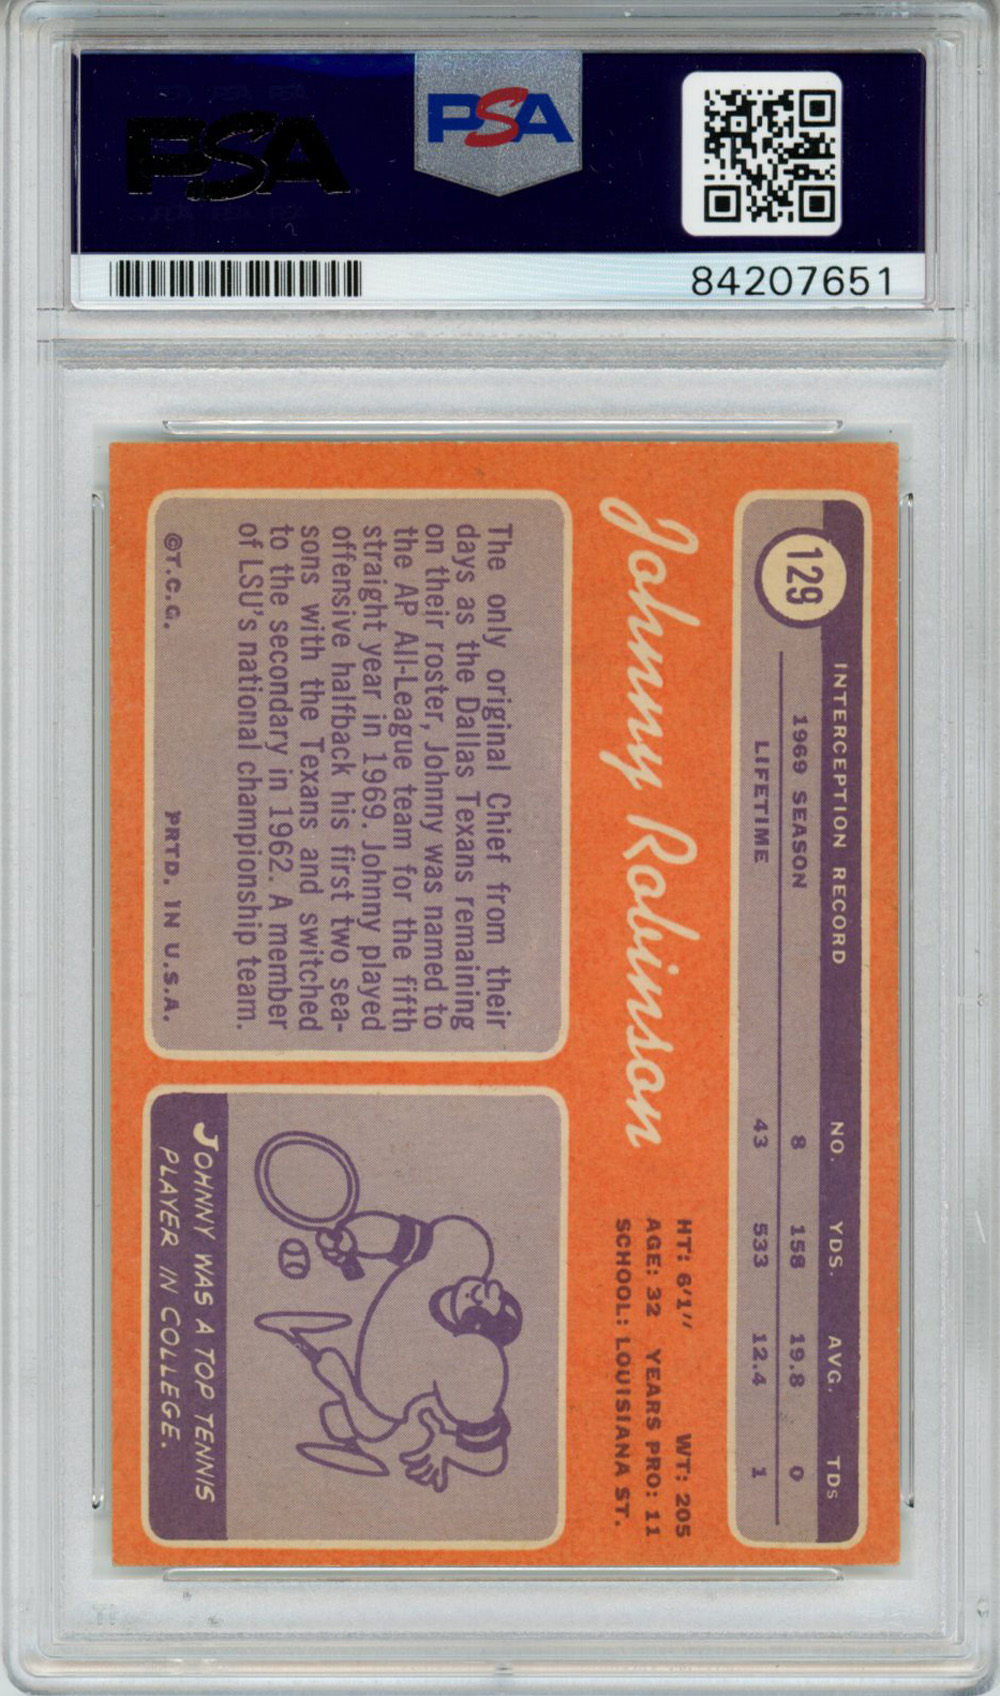 PSA
PSA
84207651
129
INTERCEPTION RECORD NO. YDS. AVG. TDs
1969 SEASON 8 158 19.8 0
LIFETIME 43 533 12.4 1
Johnny Robinson
HT: 6'1" WT: 205
AGE: 32 YEARS PRO: 11
SCHOOL: LOUISIANA ST.
The only original Chief from their
days as the Dallas Texans remaining
on their roster, Johnny was named to
the AP All-League team for the fifth
straight year in 1969. Johnny played
offensive halfback his first two sea-
sons with the Texans and switched
to the secondary in 1962. A member
of LSU's national championship team.
©T.C.G. PRTD. IN U.S.A.
JOHNNY WAS A TOP TENNIS
PLAYER IN COLLEGE.